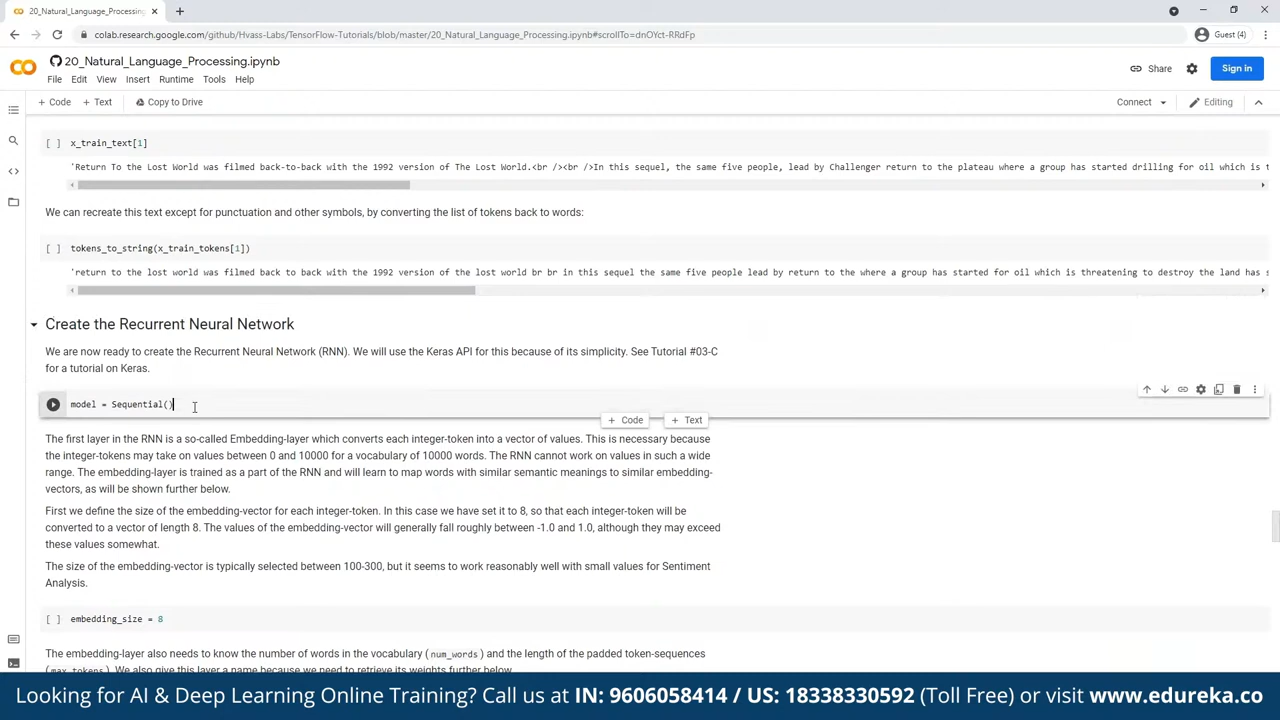 20_Natural_Language_Processing
colab.research.google.com/github/Hvass-Labs/TensorFlow-Tutorials/blob/master/20_Natural_Language_Processing.ipynb#scrollTo=dnOYct-RRdFp
Guest (4)
20_Natural_Language_Processing.ipynb
File Edit View Insert Runtime Tools Help
Share
Sign in
+ Code + Text Copy to Drive
Connect
Editing
[ ] x_train_text[1]
'Return To the Lost World was filmed back-to-back with the 1992 version of The Lost World.<br /><br />In this sequel, the same five people, lead by Challenger return to the plateau where a group has started drilling for oil which is t
We can recreate this text except for punctuation and other symbols, by converting the list of tokens back to words:
[ ] tokens_to_string(x_train_tokens[1])
'return to the lost world was filmed back to back with the 1992 version of the lost world br br in this sequel the same five people lead by return to the where a group has started for oil which is threatening to destroy the land has s
Create the Recurrent Neural Network
We are now ready to create the Recurrent Neural Network (RNN). We will use the Keras API for this because of its simplicity. See Tutorial #03-C
for a tutorial on Keras.
model = Sequential()
+ Code + Text
The first layer in the RNN is a so-called Embedding-layer which converts each integer-token into a vector of values. This is necessary because
the integer-tokens may take on values between 0 and 10000 for a vocabulary of 10000 words. The RNN cannot work on values in such a wide
range. The embedding-layer is trained as a part of the RNN and will learn to map words with similar semantic meanings to similar embedding-
vectors, as will be shown further below.
First we define the size of the embedding-vector for each integer-token. In this case we have set it to 8, so that each integer-token will be
converted to a vector of length 8. The values of the embedding-vector will generally fall roughly between -1.0 and 1.0, although they may exceed
these values somewhat.
The size of the embedding-vector is typically selected between 100-300, but it seems to work reasonably well with small values for Sentiment
Analysis.
[ ] embedding_size = 8
The embedding-layer also needs to know the number of words in the vocabulary (num_words) and the length of the padded token-sequences
(max_tokens). We also give this layer a name because we need to retrieve its weights further below.
Looking for AI & Deep Learning Online Training? Call us at IN: 9606058414 / US: 18338330592 (Toll Free) or visit www.edureka.co